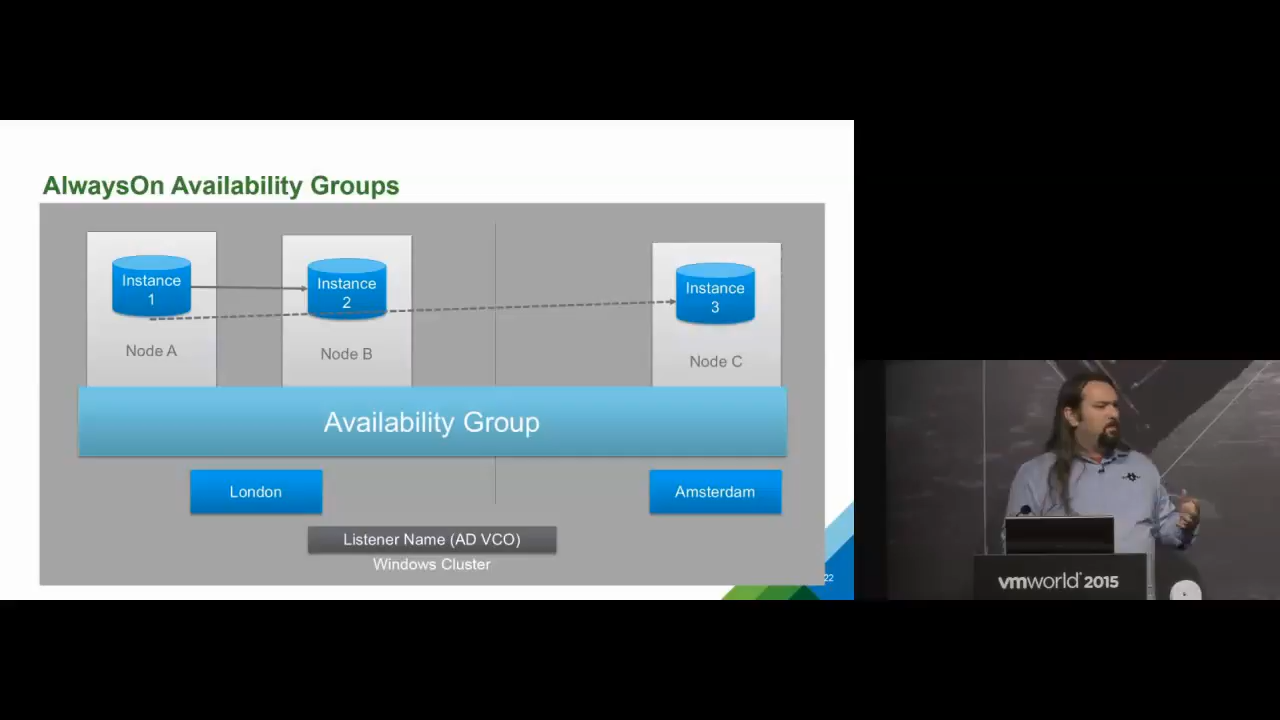 AlwaysOn Availability Groups
Instance
1
Instance
2
Instance
3
Node A
Node B
Node C
Availability Group
London
Amsterdam
Listener Name (AD VCO)
Windows Cluster
22
vmworld 2015